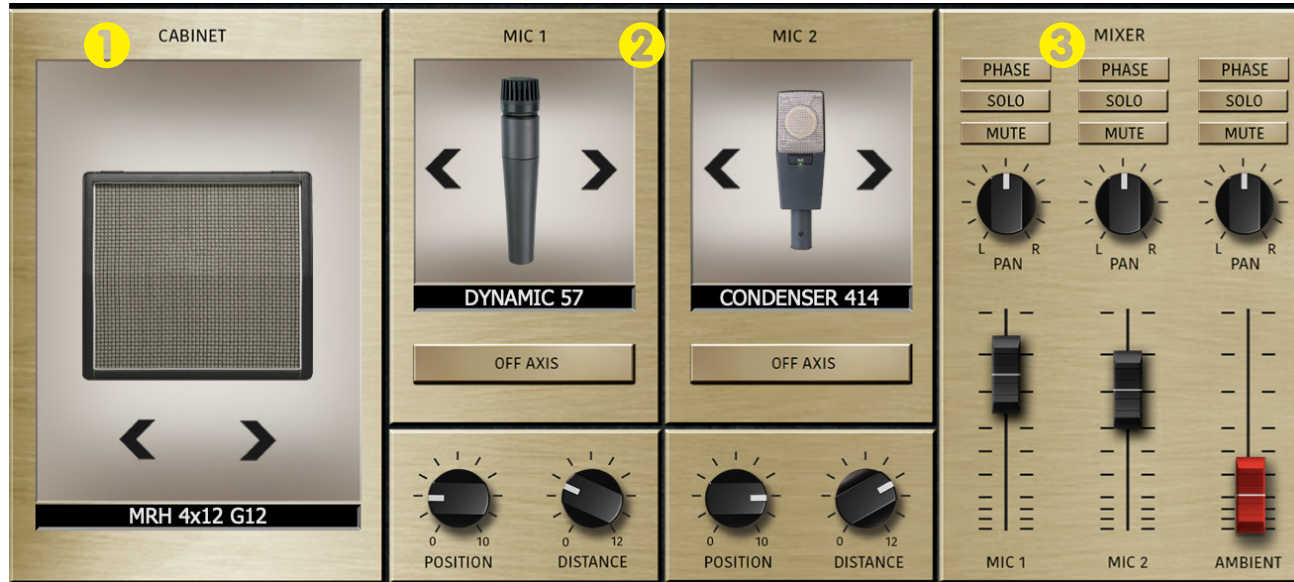 1
CABINET
MRH 4x12 G12
MIC 1
2
DYNAMIC 57
OFF AXIS
0 10
POSITION
0 12
DISTANCE
MIC 2
CONDENSER 414
OFF AXIS
0 10
POSITION
0 12
DISTANCE
3
MIXER
PHASE PHASE PHASE
SOLO SOLO SOLO
MUTE MUTE MUTE
L R L R L R
PAN PAN PAN
MIC 1 MIC 2 AMBIENT